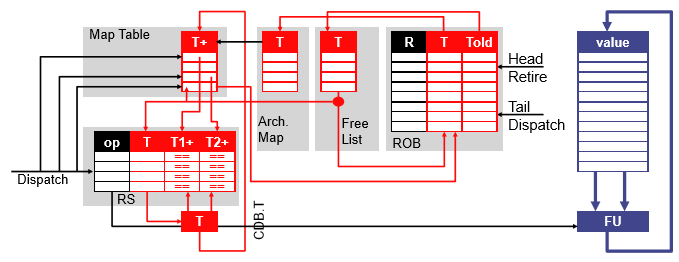 Map Table
T+
T
T
R T Told
value
Head
Retire
Tail
Dispatch
Arch.
Map
Free
List
ROB
op T T1+ T2+
== ==
== ==
== ==
== ==
Dispatch
RS
CDB.T
T
FU